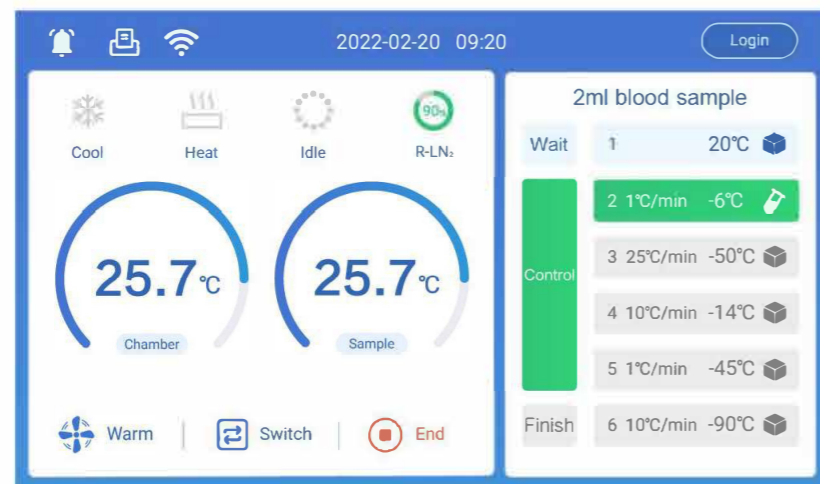 2022-02-20 09:20
Login
Cool
Heat
Idle
90%
R-LN₂
25.7℃
Chamber
25.7℃
Sample
Warm
Switch
End
2ml blood sample
Wait
1 20℃
Control
2 1℃/min -6℃
3 25℃/min -50℃
4 10℃/min -14℃
5 1℃/min -45℃
Finish
6 10℃/min -90℃